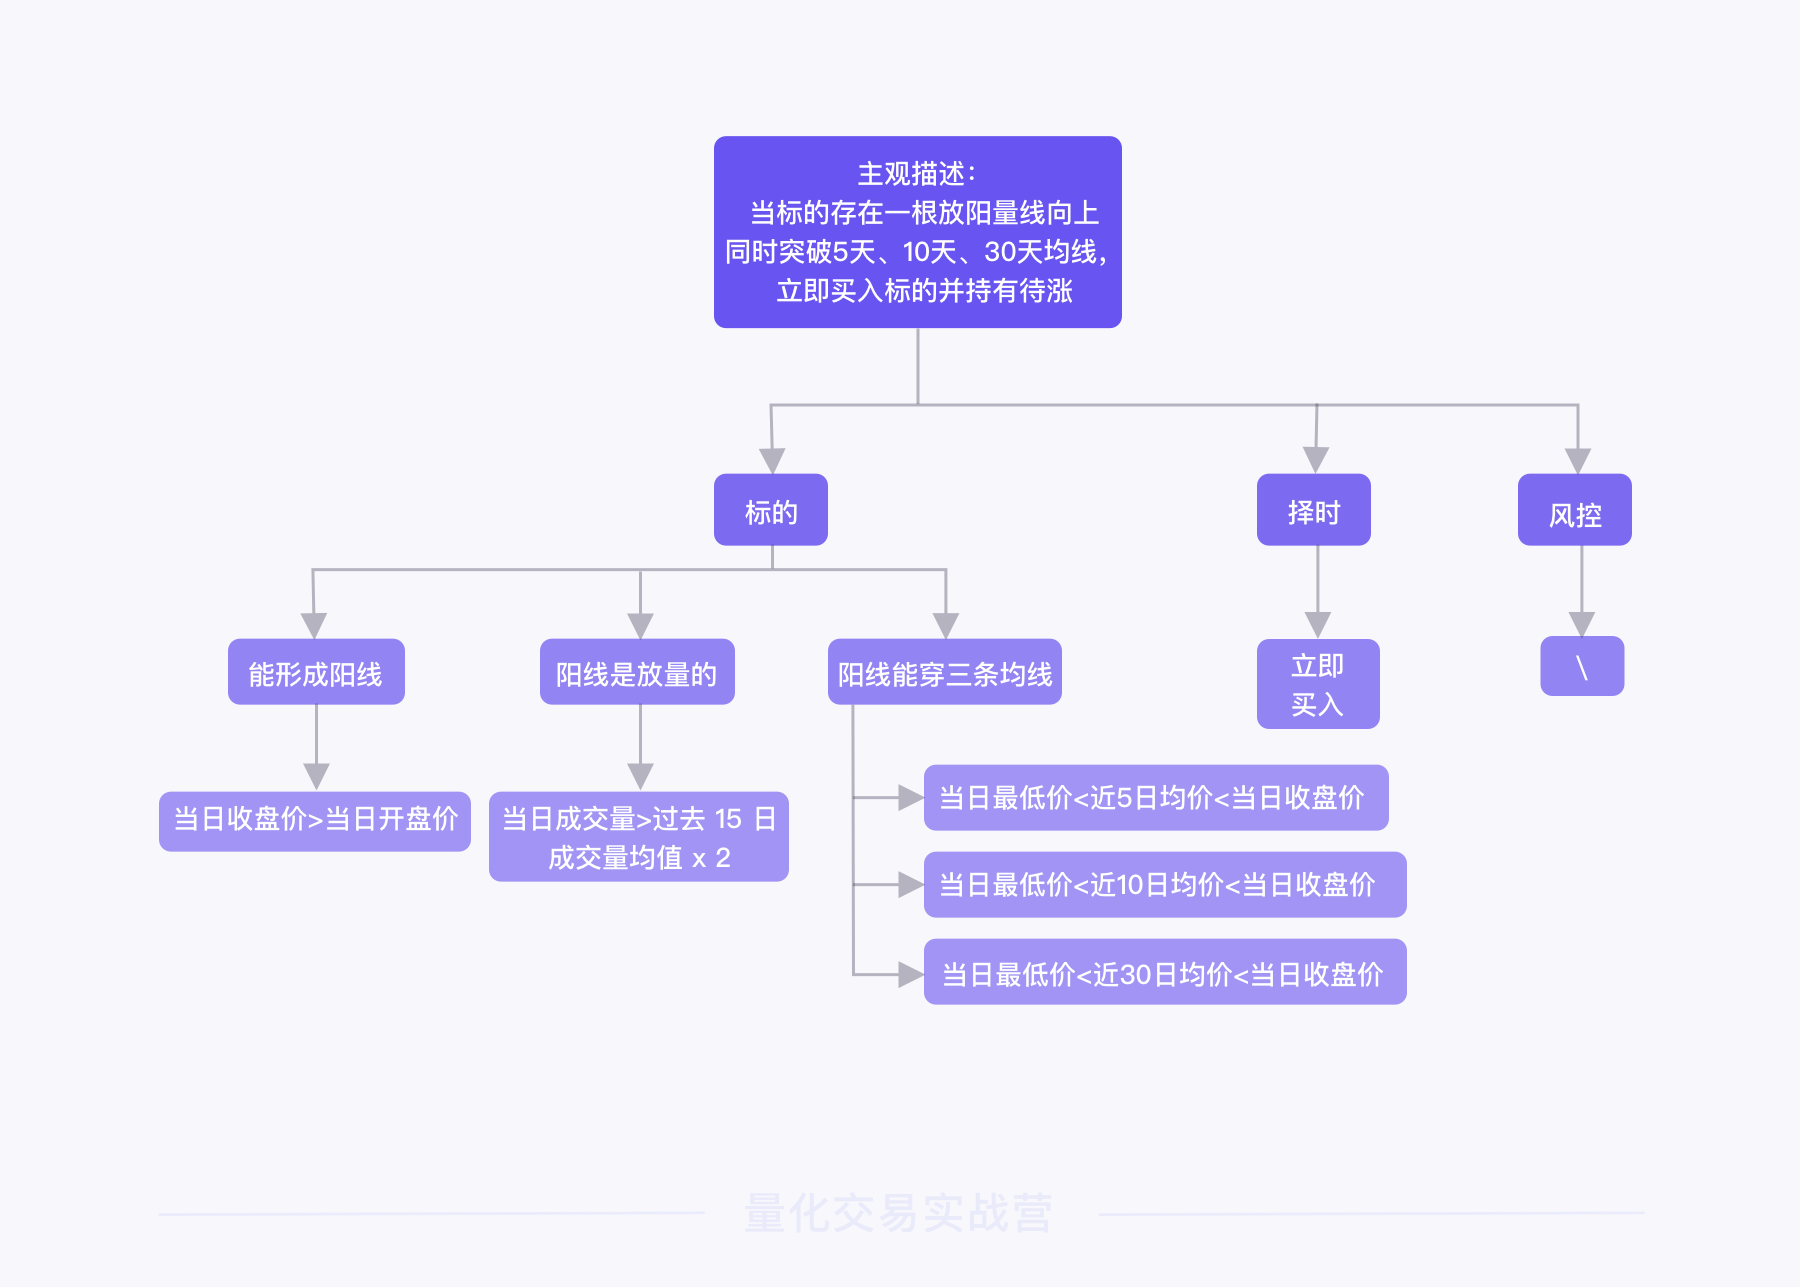 主观描述：
当标的存在一根放阳量线向上
同时突破5天、10天、30天均线，
立即买入标的并持有待涨
标的
择时
风控
能形成阳线
阳线是放量的
阳线能穿三条均线
立即
买入
\
当日收盘价>当日开盘价
当日成交量>过去 15 日
成交量均值 x 2
当日最低价<近5日均价<当日收盘价
当日最低价<近10日均价<当日收盘价
当日最低价<近30日均价<当日收盘价
量化交易实战营